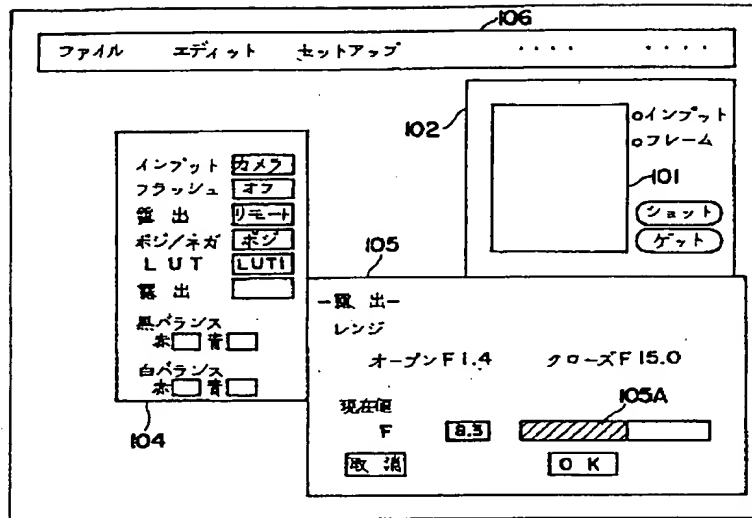 106
ファイル エディット セットアップ ・・・・ ・・・・
102
インプット
フレーム
101
ショット
ゲット
インプット カメラ
フラッシュ オフ
露出 リモート
ポジ/ネガ ポジ
LUT LUT1
露出
黒バランス
赤 青
白バランス
赤 青
104
105
-露出-
レンジ
オープンF1.4 クローズF15.0
現在値
105A
F 8.3
取消 OK